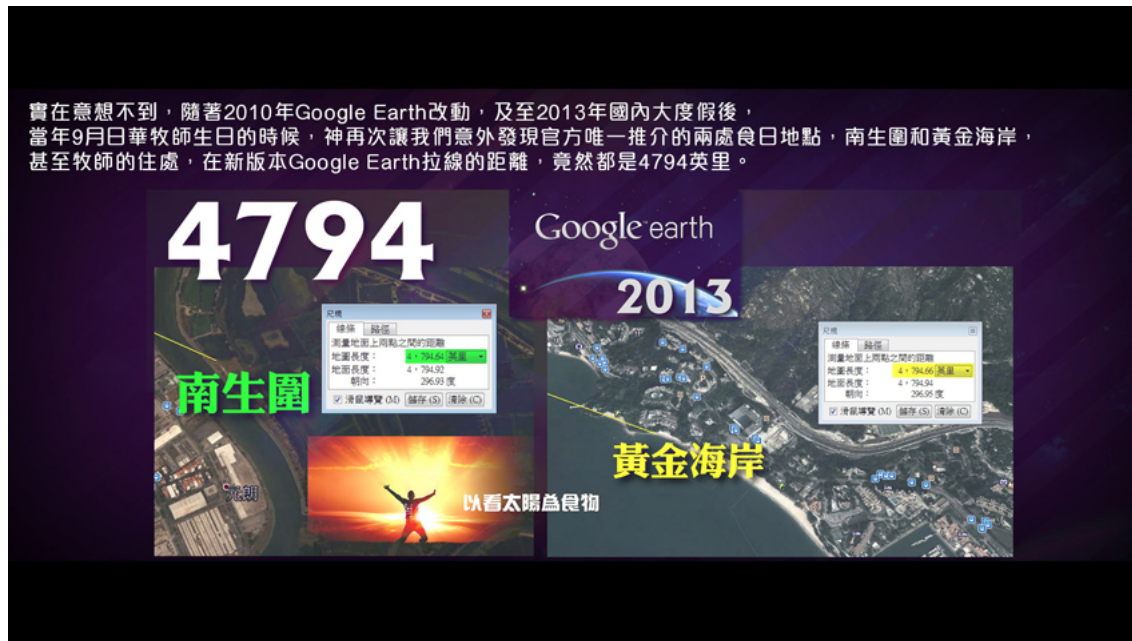 實在意想不到，隨著2010年Google Earth改動，及至2013年國內大度假後，
當年9月日華牧師生日的時候，神再次讓我們意外發現官方唯一推介的兩處食日地點，南生圍和黃金海岸，
甚至牧師的住處，在新版本Google Earth拉線的距離，竟然都是4794英里。
4794
Google earth
2013
尺規
線條 路徑
測量地面上兩點之間的距離
地圖長度： 4，794.64 英里
地面長度： 4，794.92
朝向： 296.93 度
滑鼠導覽 (M) 儲存 (S) 清除 (C)
南生圍
元朗
尺規
線條 路徑
測量地面上兩點之間的距離
地圖長度： 4，794.66 英里
地面長度： 4，794.94
朝向： 296.95 度
滑鼠導覽 (M) 儲存 (S) 清除 (C)
黃金海岸
以看太陽為食物